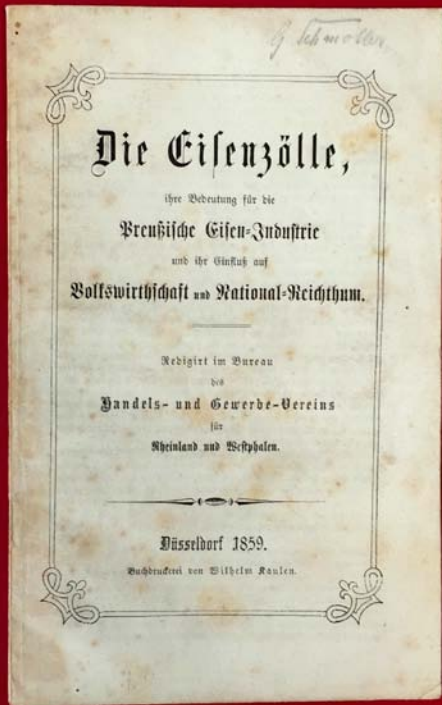 G Schmoller
Die Eisenzölle,
ihre Bedeutung für die
Preußische Eisen-Industrie
und ihr Einfluß auf
Volkswirthschaft und National-Reichthum.
Redigirt im Bureau
des
Handels- und Gewerbe-Vereins
für
Rheinland und Westphalen.
Düsseldorf 1859.
Buchdruckerei von Wilhelm Kaulen.